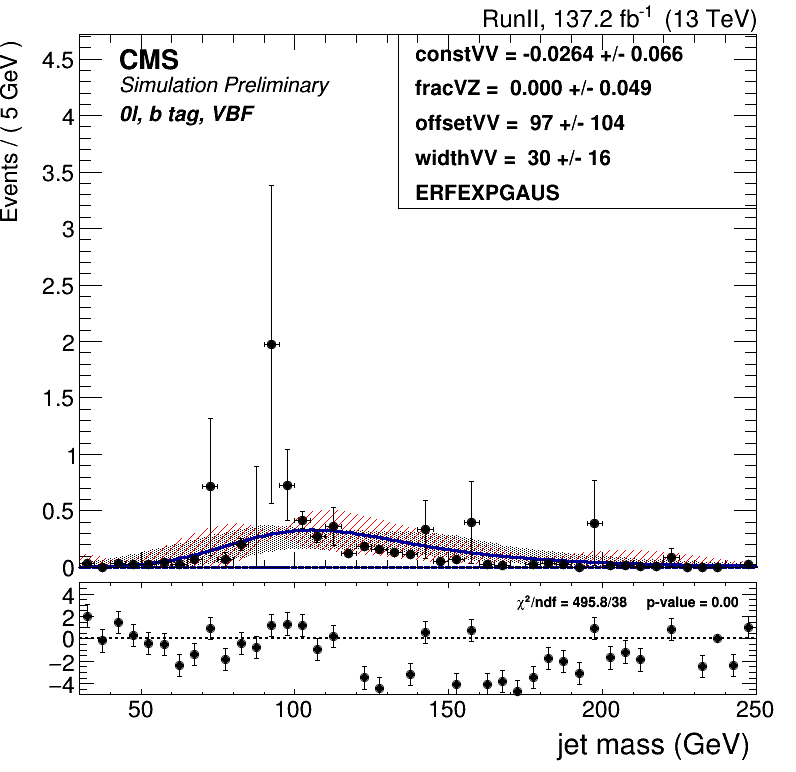 RunII, 137.2 fb-1 (13 TeV)
Events / ( 5 GeV )
CMS
Simulation Preliminary
0l, b tag, VBF
constVV = -0.0264 +/- 0.066
fracVZ = 0.000 +/- 0.049
offsetVV = 97 +/- 104
widthVV = 30 +/- 16
ERFEXPGAUS
4.5
4
3.5
3
2.5
2
1.5
1
0.5
0
χ2/ndf = 495.8/38 p-value = 0.00
4
2
0
−2
−4
50 100 150 200 250
jet mass (GeV)